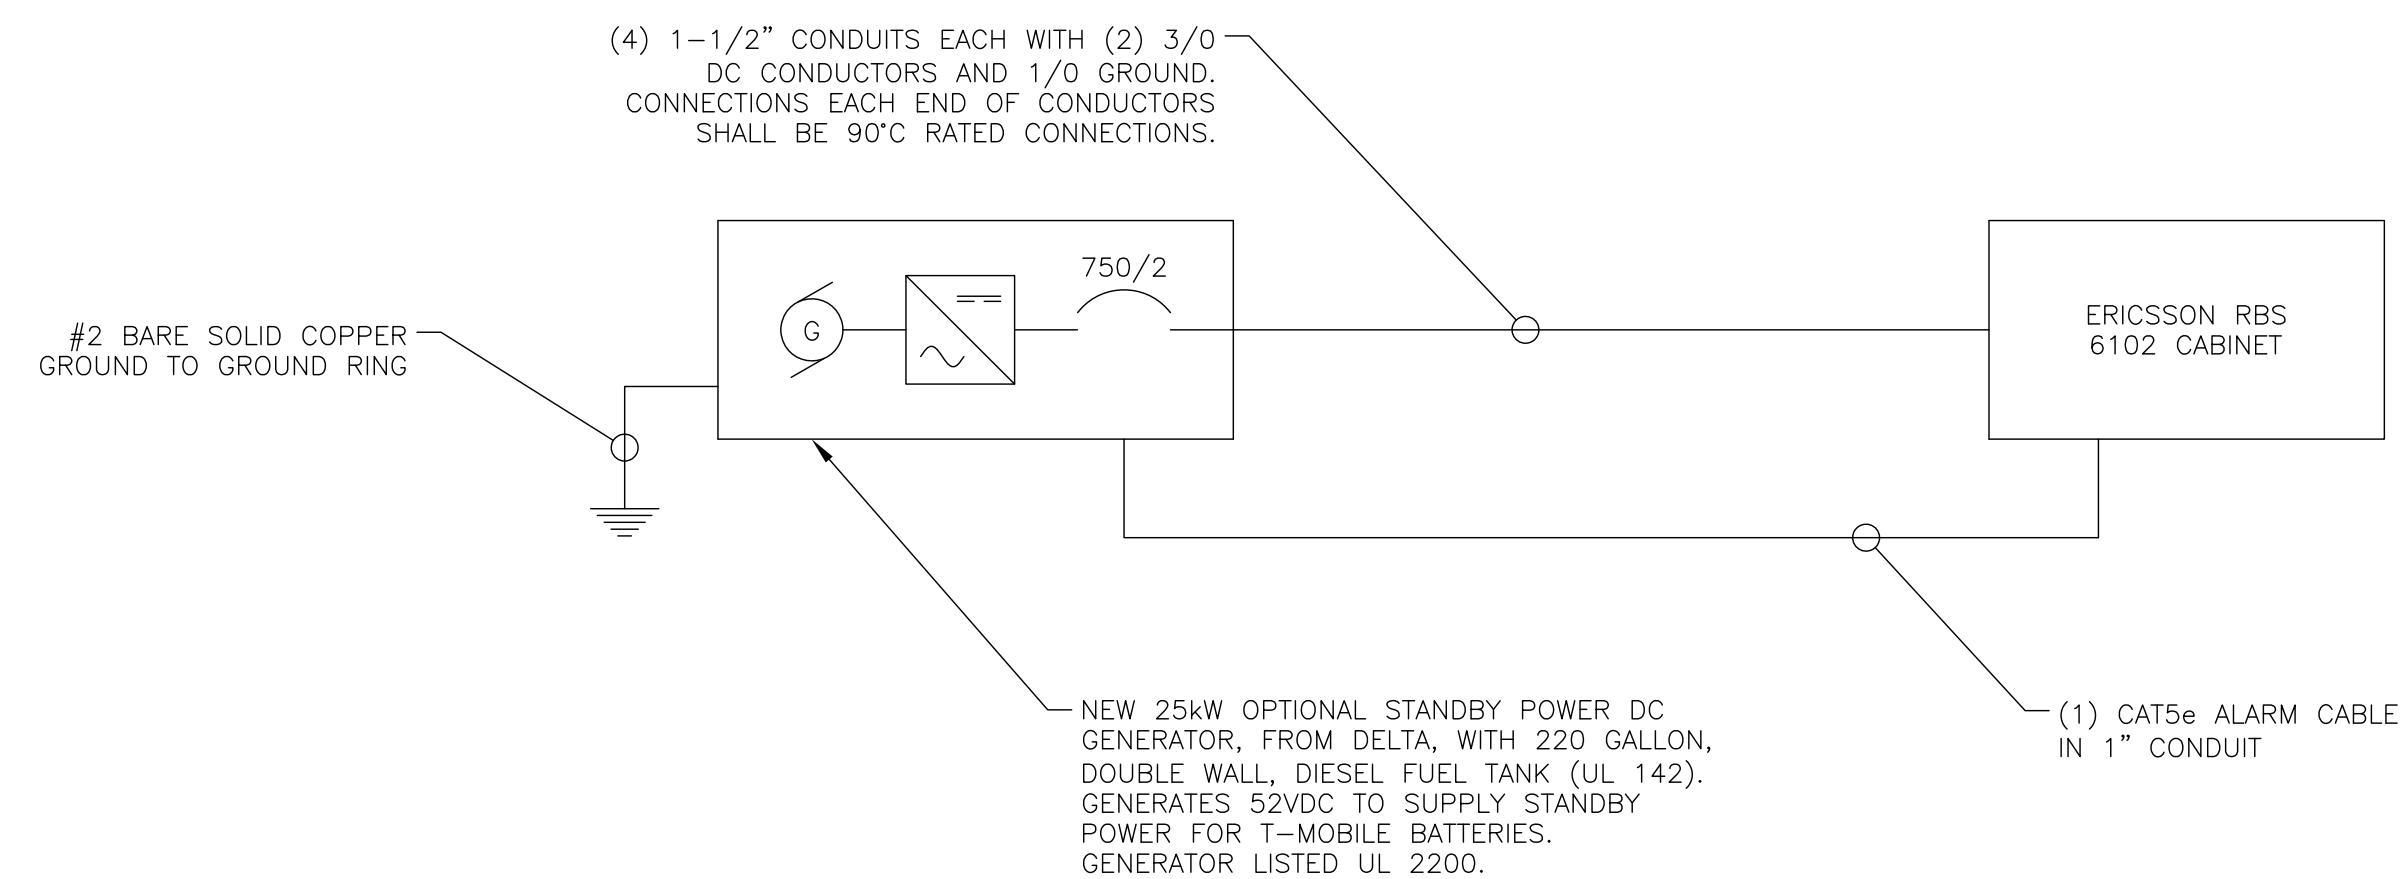 (4) 1-1/2” CONDUITS EACH WITH (2) 3/0
DC CONDUCTORS AND 1/0 GROUND.
CONNECTIONS EACH END OF CONDUCTORS
SHALL BE 90°C RATED CONNECTIONS.
750/2
G
ERICSSON RBS
6102 CABINET
#2 BARE SOLID COPPER
GROUND TO GROUND RING
NEW 25kW OPTIONAL STANDBY POWER DC
GENERATOR, FROM DELTA, WITH 220 GALLON,
DOUBLE WALL, DIESEL FUEL TANK (UL 142).
GENERATES 52VDC TO SUPPLY STANDBY
POWER FOR T-MOBILE BATTERIES.
GENERATOR LISTED UL 2200.
(1) CAT5e ALARM CABLE
IN 1” CONDUIT